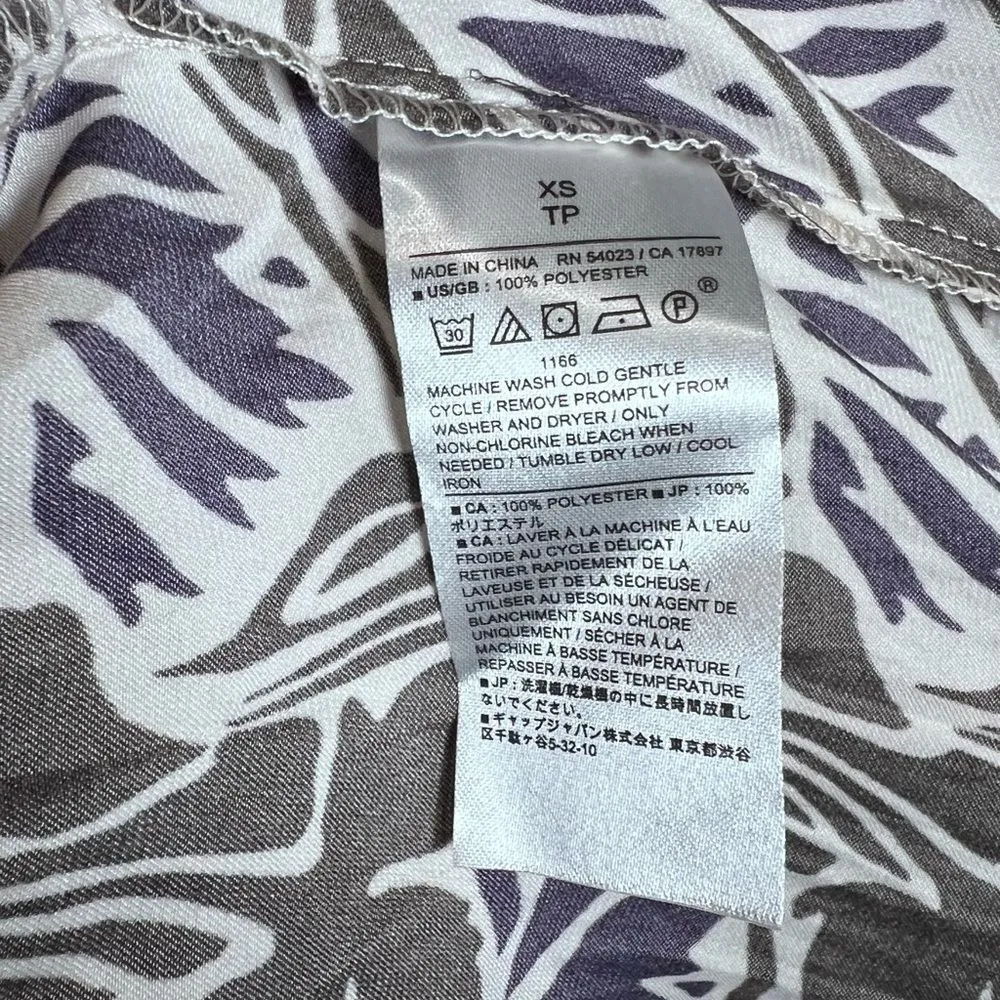 XS
TP
MADE IN CHINA RN 54023 / CA 17897
■ US/GB : 100% POLYESTER
30 P ®
1166
MACHINE WASH COLD GENTLE
CYCLE / REMOVE PROMPTLY FROM
WASHER AND DRYER / ONLY
NON-CHLORINE BLEACH WHEN
NEEDED / TUMBLE DRY LOW / COOL
IRON
■ CA : 100% POLYESTER ■ JP : 100%
ポリエステル
■ CA : LAVER À LA MACHINE À L'EAU
FROIDE AU CYCLE DÉLICAT /
RETIRER RAPIDEMENT DE LA
LAVEUSE ET DE LA SÉCHEUSE /
UTILISER AU BESOIN UN AGENT DE
BLANCHIMENT SANS CHLORE
UNIQUEMENT / SÉCHER À LA
MACHINE À BASSE TEMPÉRATURE /
REPASSER À BASSE TEMPÉRATURE
■ JP : 洗濯機/乾燥機の中に長時間放置し
ないでください。
■ ギャップジャパン株式会社 東京都渋谷
区千駄ヶ谷5-32-10